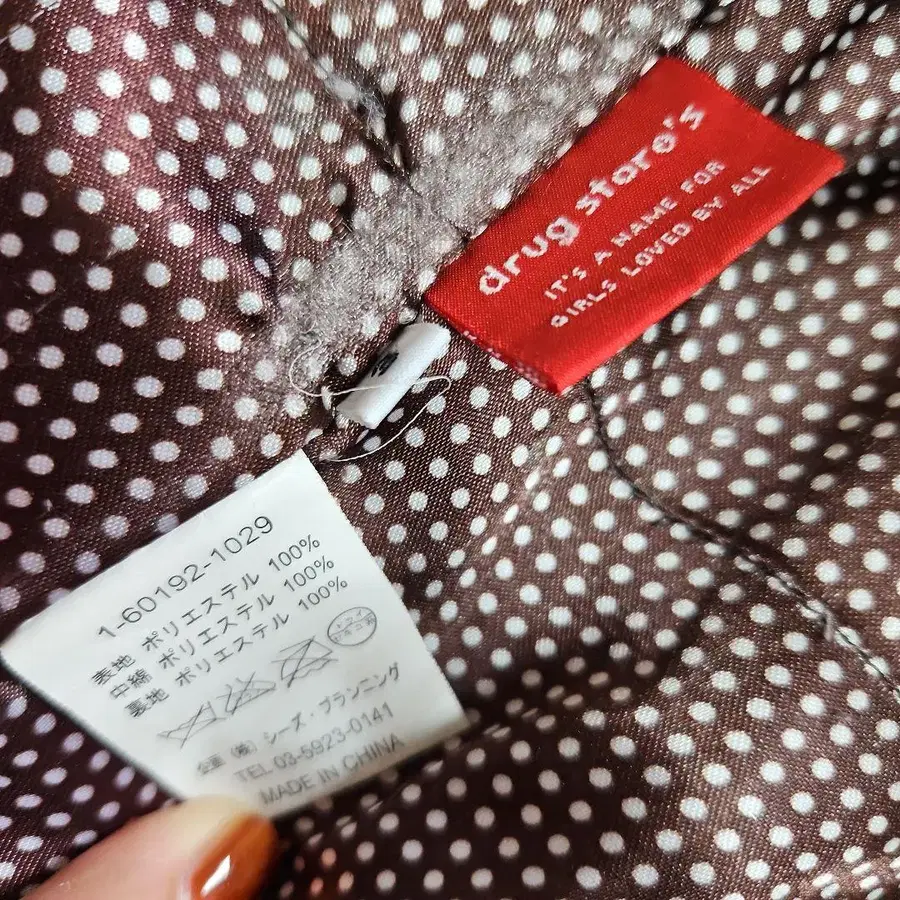 drug store's
IT'S A NAME FOR
GIRLS LOVED BY ALL
1-60192-1029
表地 ポリエステル 100%
中綿 ポリエステル 100%
裏地 ポリエステル 100%
企画 (株) シーズ・プランニング
TEL 03-5923-0141
MADE IN CHINA